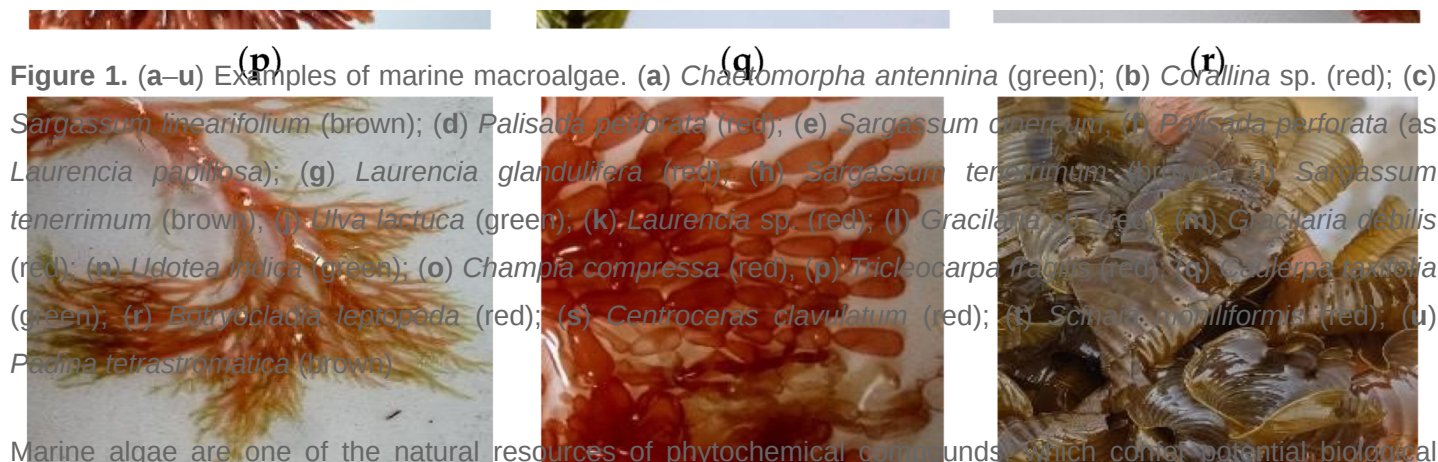 (p) (q) (r)
Figure 1. (a–u) Examples of marine macroalgae. (a) Chaetomorpha antennina (green); (b) Corallina sp. (red); (c)
Sargassum linearifolium (brown); (d) Palisada perforata (red); (e) Sargassum cinereum; (f) Palisada perforata (as
Laurencia papillosa); (g) Laurencia glandulifera (red); (h) Sargassum tenerrimum (brown); (i) Sargassum
tenerrimum (brown); (j) Ulva lactuca (green); (k) Laurencia sp. (red); (l) Gracilaria sp. (red); (m) Gracilaria debilis
(red); (n) Udotea indica (green); (o) Champia compressa (red); (p) Tricleocarpa fragilis (red); (q) Caulerpa taxifolia
(green); (r) Botryocladia leptopoda (red); (s) Centroceras clavulatum (red); (t) Scinaia moniliformis (red); (u)
Padina tetrastromatica (brown)
Marine algae are one of the natural resources of phytochemical compounds, which confer potential biological